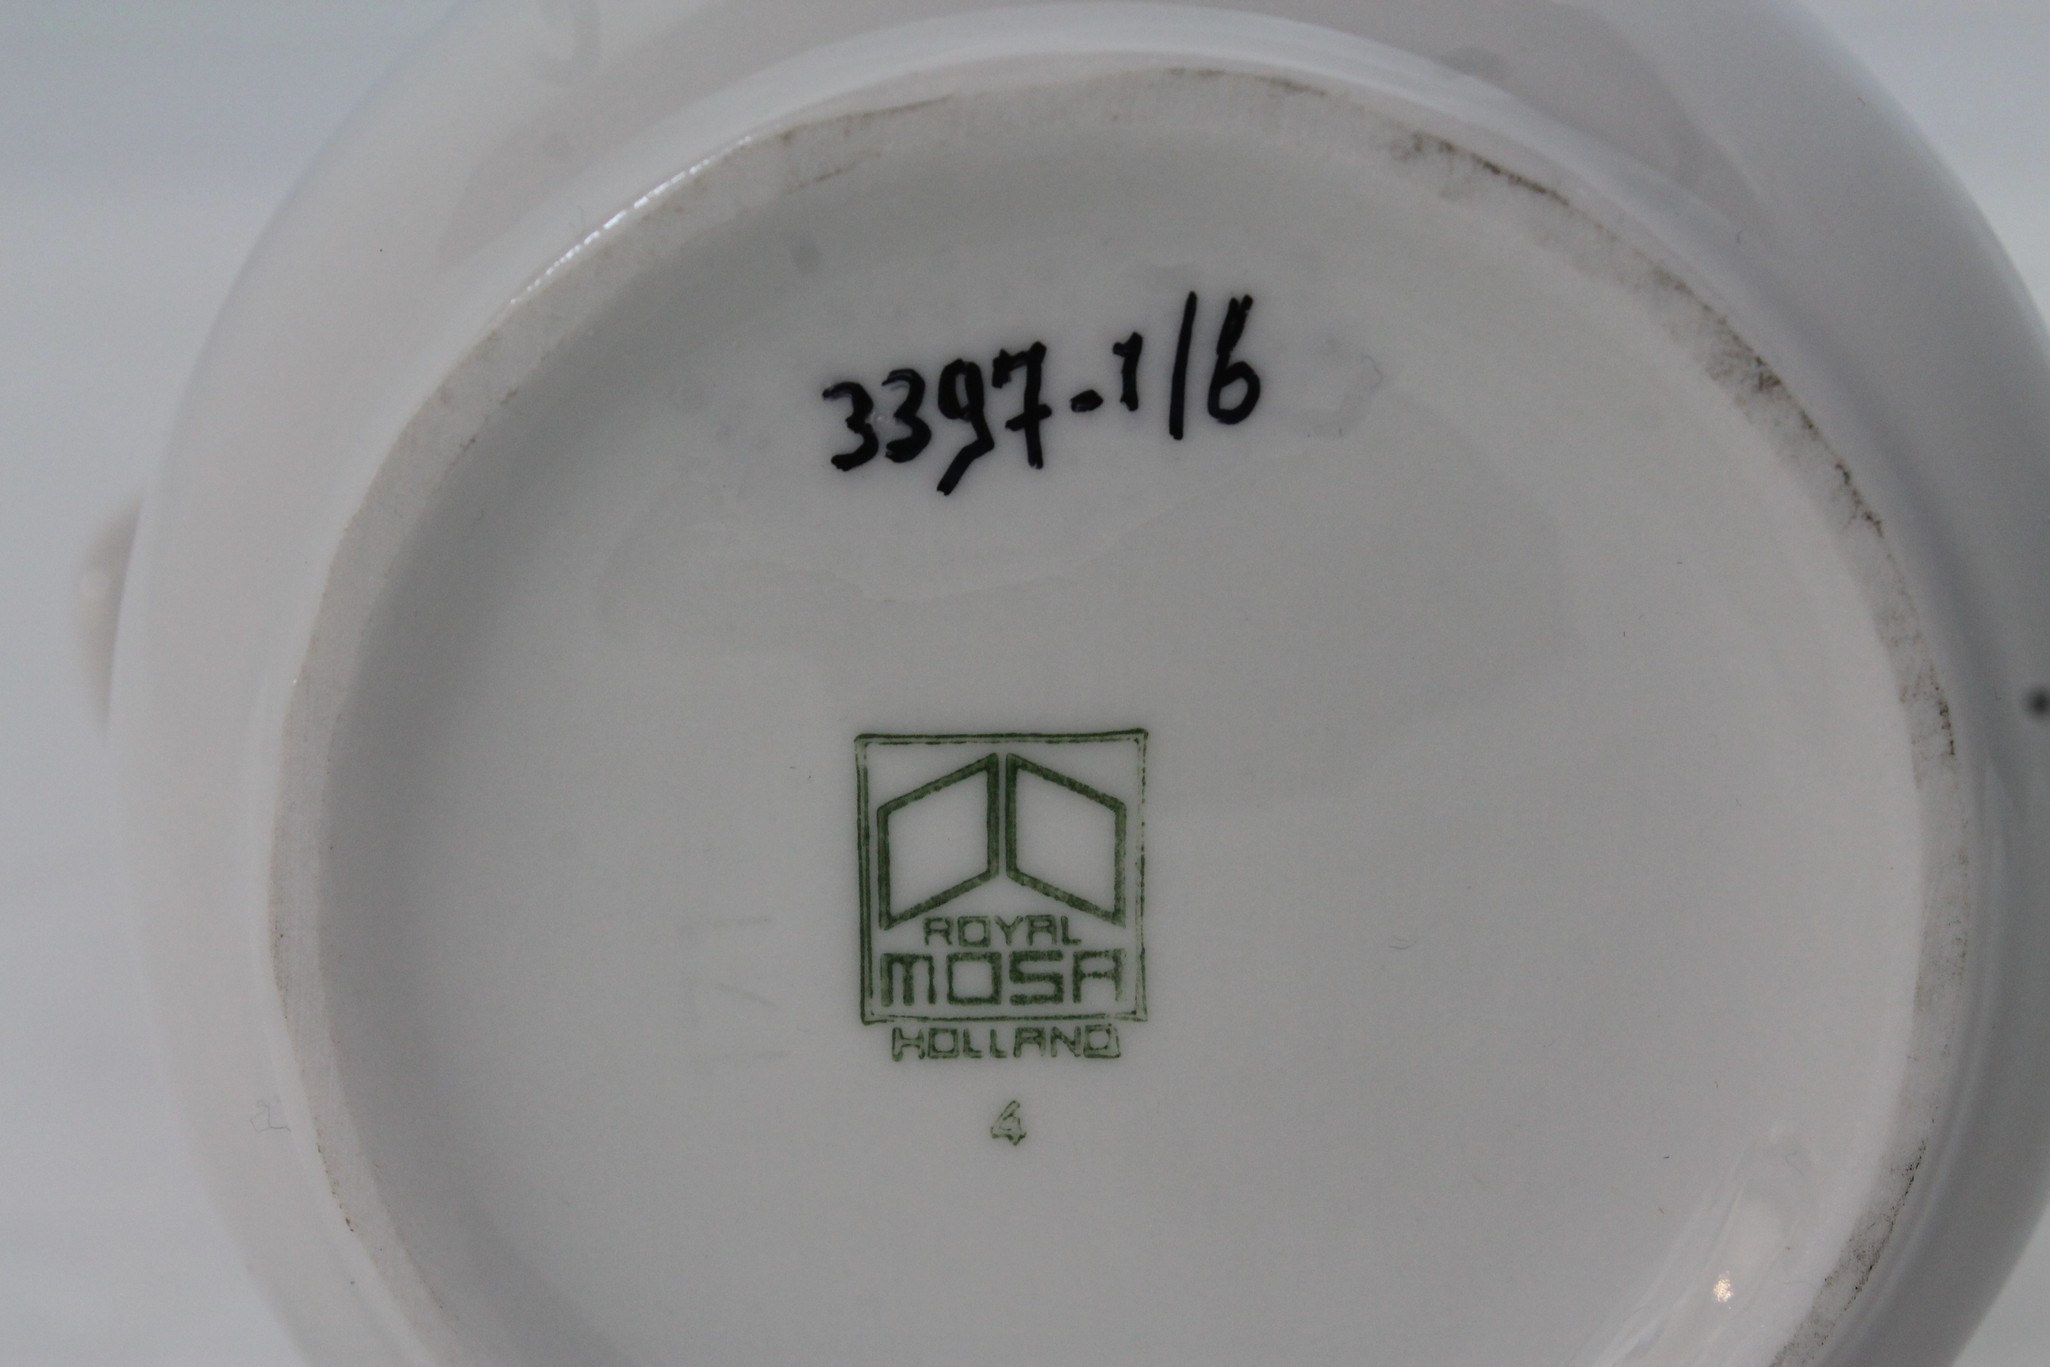 3397-1/6
ROYAL
MOSA
HOLLAND
4